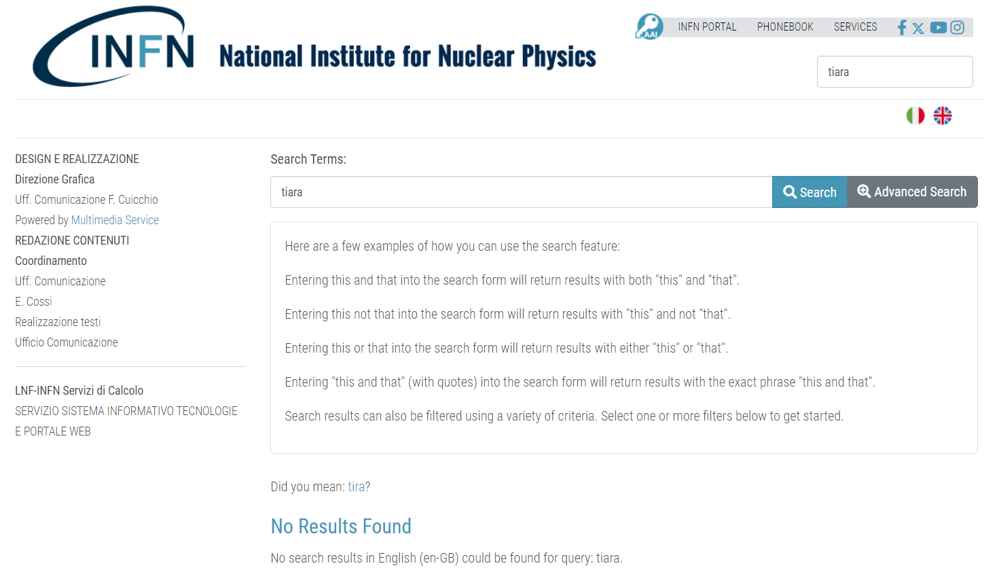 INFN
National Institute for Nuclear Physics
AAI
INFN PORTAL
PHONEBOOK
SERVICES
tiara
DESIGN E REALIZZAZIONE
Direzione Grafica
Uff. Comunicazione F. Cuicchio
Powered by Multimedia Service
REDAZIONE CONTENUTI
Coordinamento
Uff. Comunicazione
E. Cossi
Realizzazione testi
Ufficio Comunicazione
LNF-INFN Servizi di Calcolo
SERVIZIO SISTEMA INFORMATIVO TECNOLOGIE
E PORTALE WEB
Search Terms:
tiara
Search
Advanced Search
Here are a few examples of how you can use the search feature:
Entering this and that into the search form will return results with both "this" and "that".
Entering this not that into the search form will return results with "this" and not "that".
Entering this or that into the search form will return results with either "this" or "that".
Entering "this and that" (with quotes) into the search form will return results with the exact phrase "this and that".
Search results can also be filtered using a variety of criteria. Select one or more filters below to get started.
Did you mean: tira?
No Results Found
No search results in English (en-GB) could be found for query: tiara.